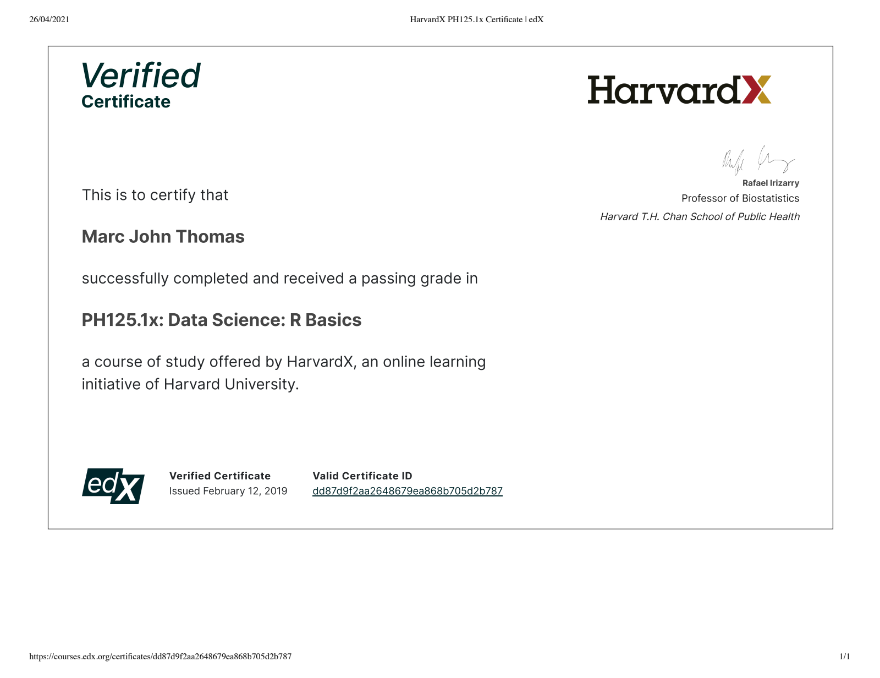 26/04/2021
HarvardX PH125.1x Certificate | edX
Verified
Certificate
HarvardX
Rafael Irizarry
Professor of Biostatistics
Harvard T.H. Chan School of Public Health
This is to certify that
Marc John Thomas
successfully completed and received a passing grade in
PH125.1x: Data Science: R Basics
a course of study offered by HarvardX, an online learning
initiative of Harvard University.
edX
Verified Certificate
Issued February 12, 2019
Valid Certificate ID
dd87d9f2aa2648679ea868b705d2b787
https://courses.edx.org/certificates/dd87d9f2aa2648679ea868b705d2b787
1/1